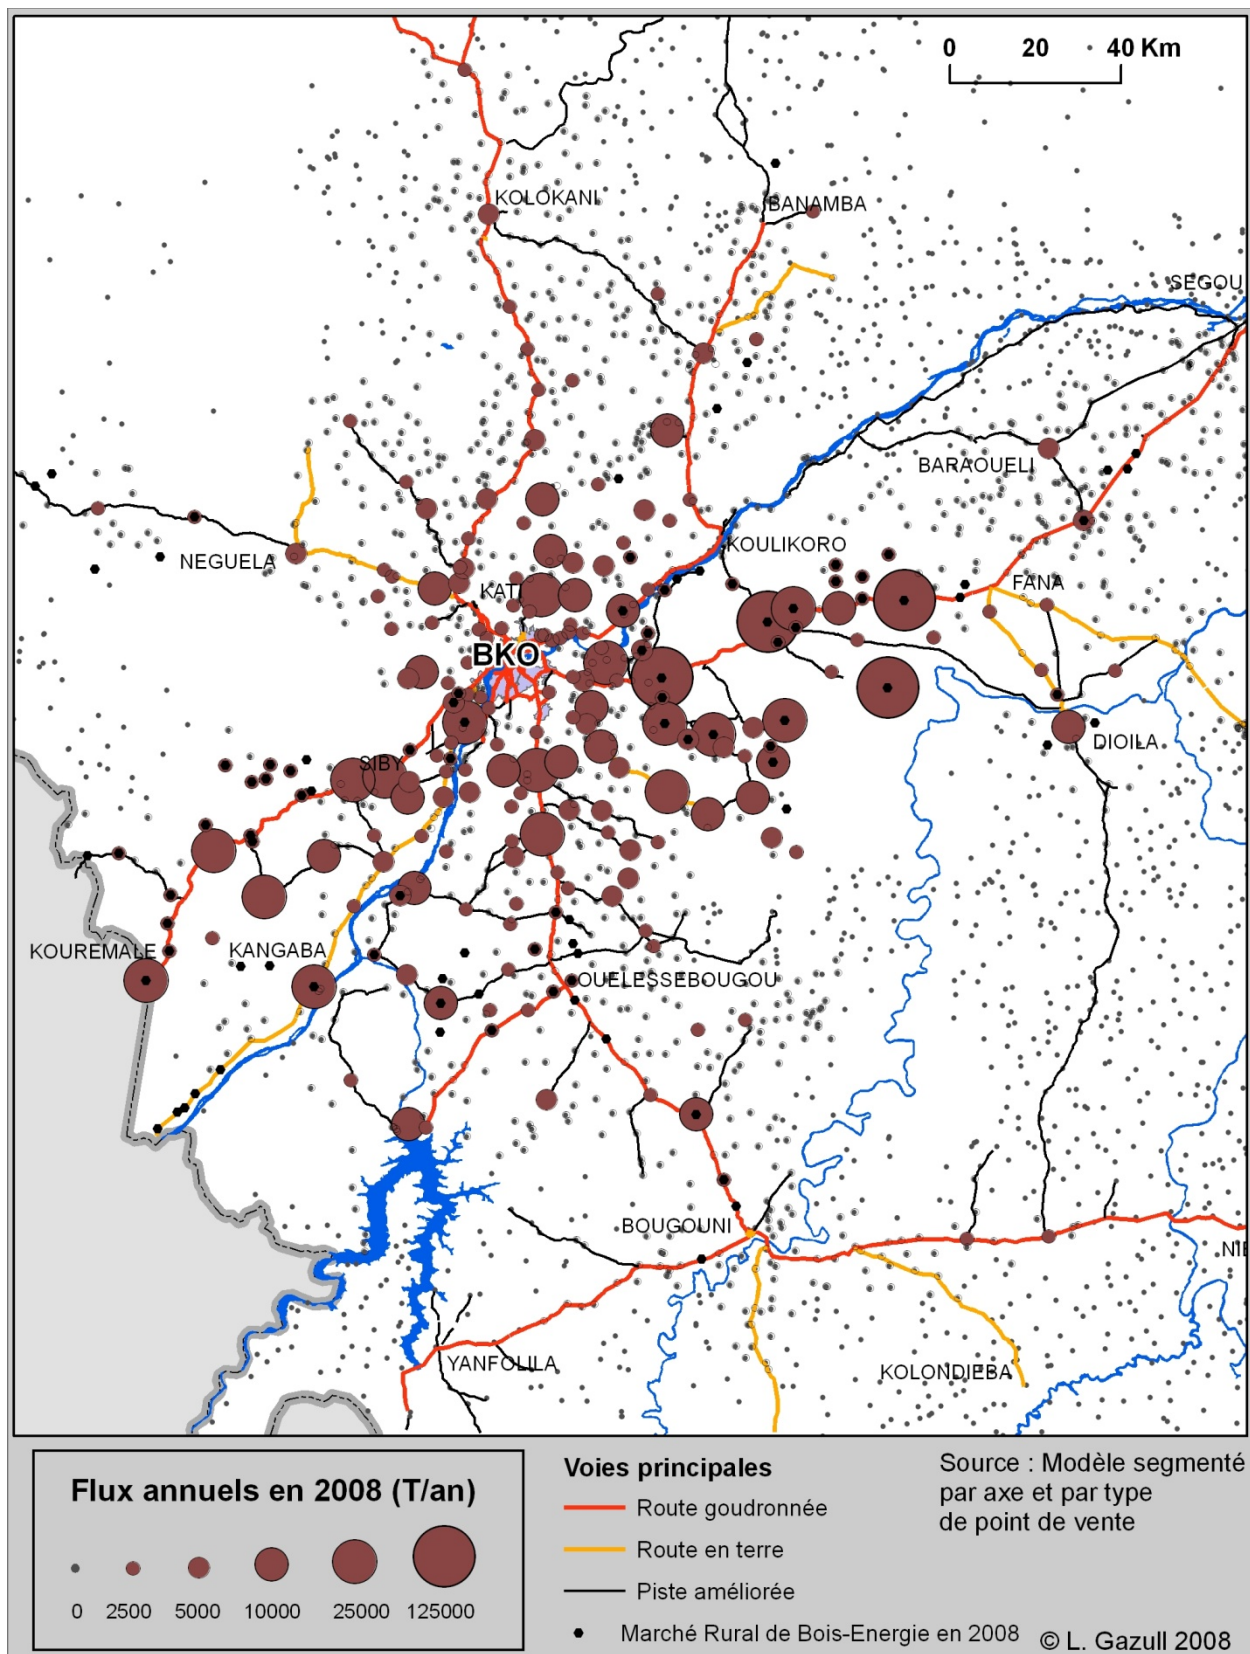 0 20 40 Km
KOLOKANI
BANAMBA
SEGOU
BARAOUELI
KOULIKORO
NEGUELA
FANA
KATI
BKO
DIOILA
SIBY
KOUREMALE
KANGABA
OUELESSEBOUGOU
BOUGOUNI
NIE
YANFOLILA
KOLONDIEBA
Flux annuels en 2008 (T/an)
0 2500 5000 10000 25000 125000
Voies principales
Route goudronnée
Route en terre
Piste améliorée
Marché Rural de Bois-Energie en 2008
Source : Modèle segmenté
par axe et par type
de point de vente
© L. Gazull 2008